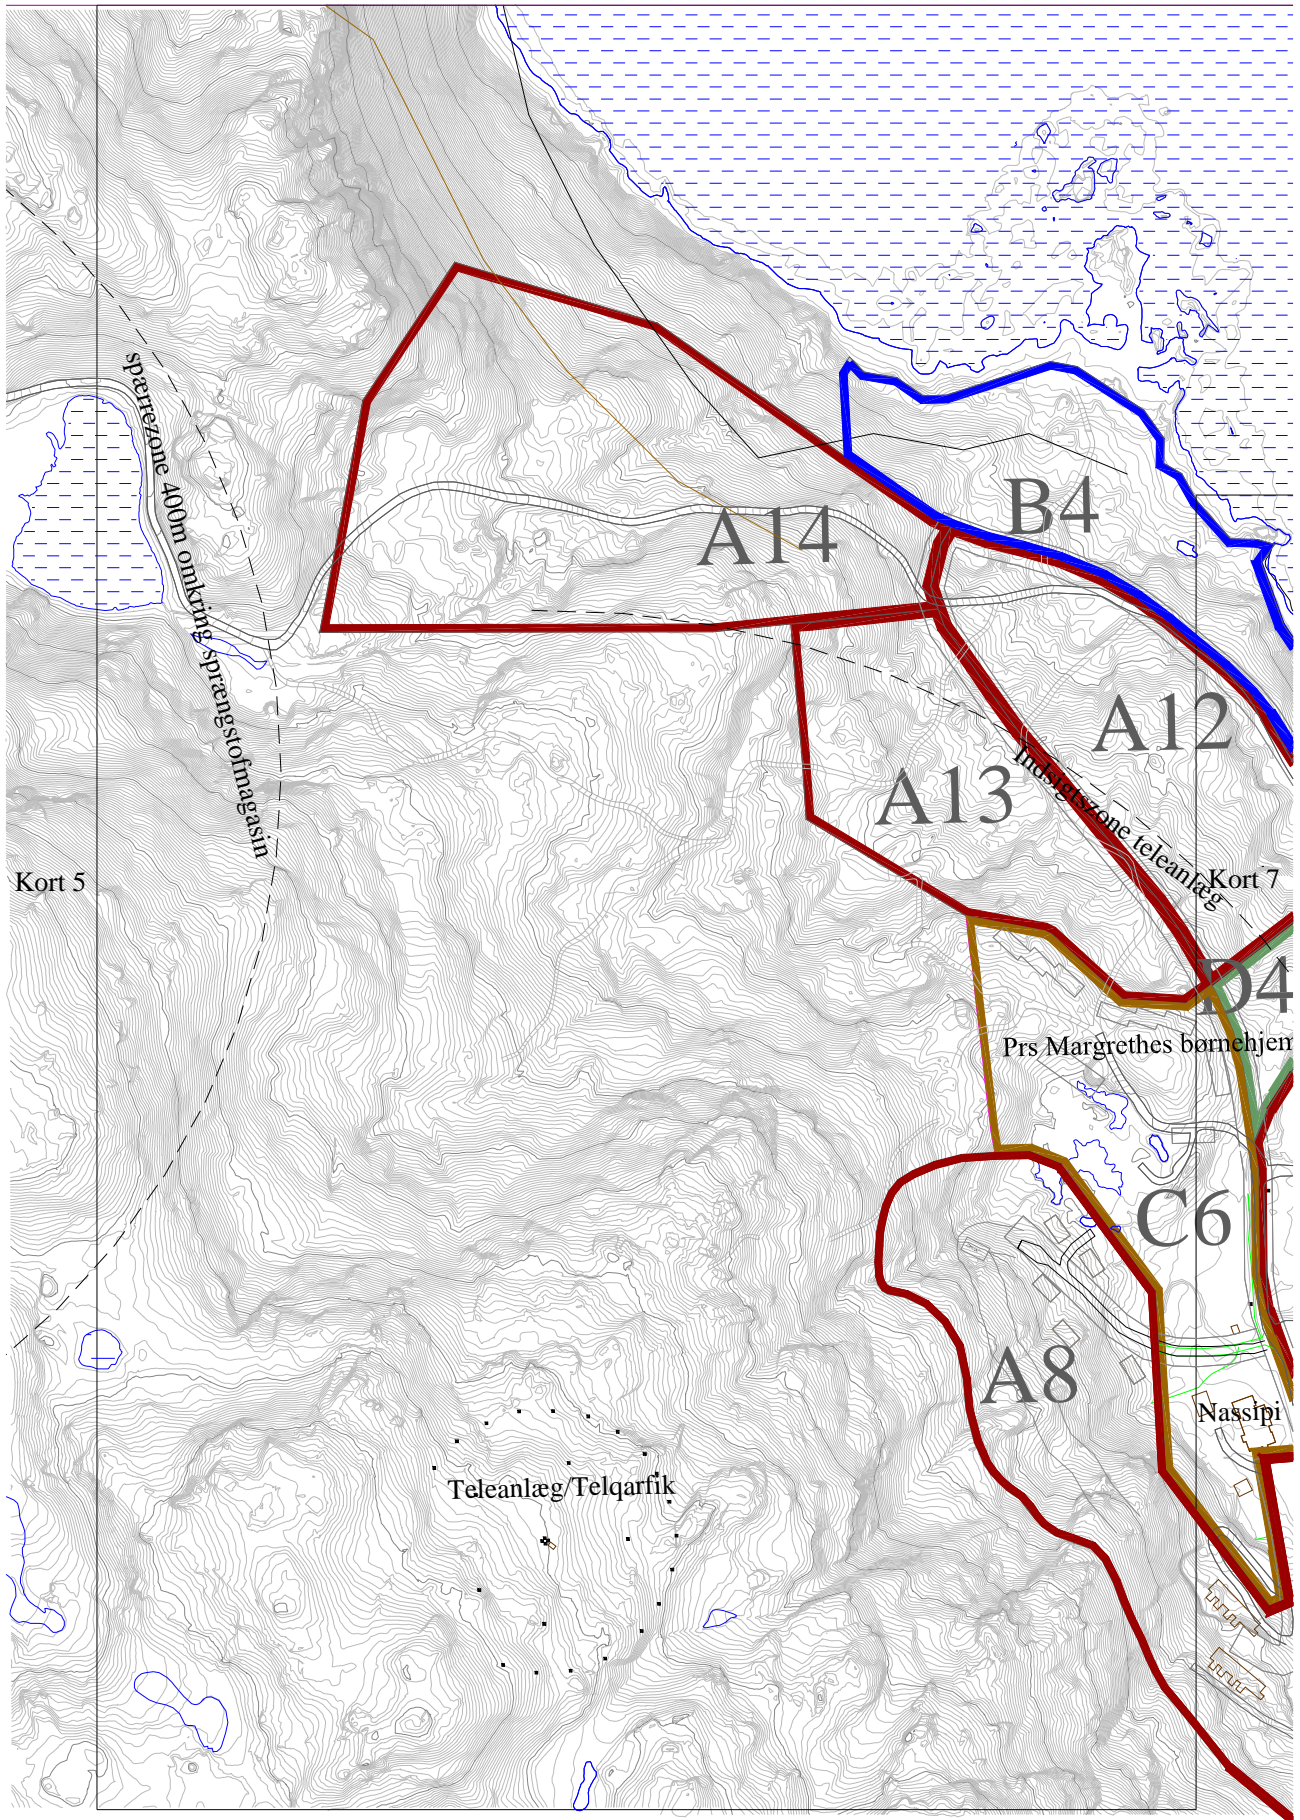 spærrezone 400m omkring sprængstofmagasin
B4
A14
A12
A13
Indsigtszone teleanlæg
Kort 5
Kort 7
D4
Prs Margrethes børnehjem
C6
A8
Nassipi
Teleanlæg/Telqarfik